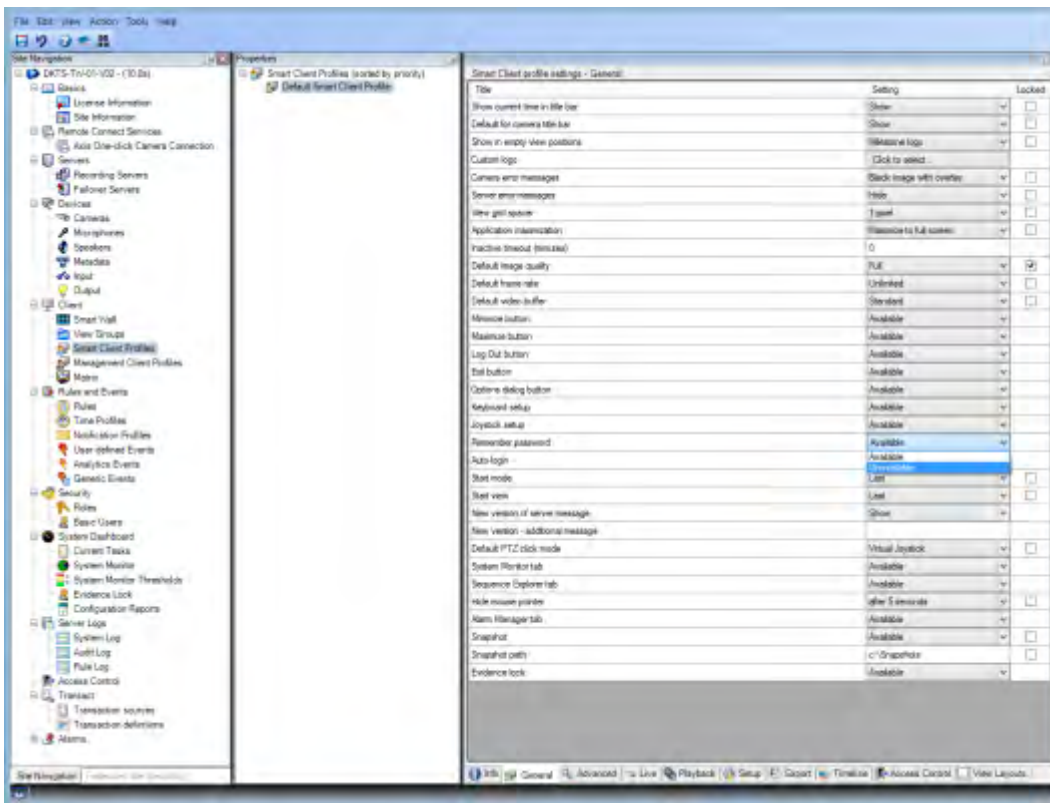 File Edit View Action Tools Help
Site Navigation
DKTS-TW-01-V02 - (10.0a)
Basics
License Information
Site Information
Remote Connect Services
Axis One-click Camera Connection
Servers
Recording Servers
Failover Servers
Devices
Cameras
Microphones
Speakers
Metadata
Input
Output
Client
Smart Wall
View Groups
Smart Client Profiles
Management Client Profiles
Matrix
Rules and Events
Rules
Time Profiles
Notification Profiles
User-defined Events
Analytics Events
Generic Events
Security
Roles
Basic Users
System Dashboard
Current Tasks
System Monitor
System Monitor Thresholds
Evidence Lock
Configuration Reports
Server Logs
System Log
Audit Log
Rule Log
Access Control
Transact
Transaction sources
Transaction definitions
Alarms
Site Navigation
Properties
Smart Client Profiles (sorted by priority)
Default Smart Client Profile
Smart Client profile settings - General
Title Setting Locked
Show current time in title bar Show
Default for camera title bar Show
Show in empty view positions Milestone logo
Custom logo Click to select...
Camera error messages Black image with overlay
Server error messages Hide
View grid spacer 1 pixel
Application maximization Maximize to full screen
Inactive timeout (minutes) 0
Default image quality Full
Default frame rate Unlimited
Default video buffer Standard
Minimize button Available
Maximize button Available
Log Out button Available
Exit button Available
Options dialog button Available
Keyboard setup Available
Joystick setup Available
Remember password Available
Auto-login Available
Unavailable
Start mode Last
Start view Last
New version of server message Show
New version - additional message
Default PTZ click mode Virtual Joystick
System Monitor tab Available
Sequence Explorer tab Available
Hide mouse pointer after 5 seconds
Alarm Manager tab Available
Snapshot Available
Snapshot path c:\Snapshots
Evidence lock Available
Info General Advanced Live Playback Setup Export Timeline Access Control View Layouts